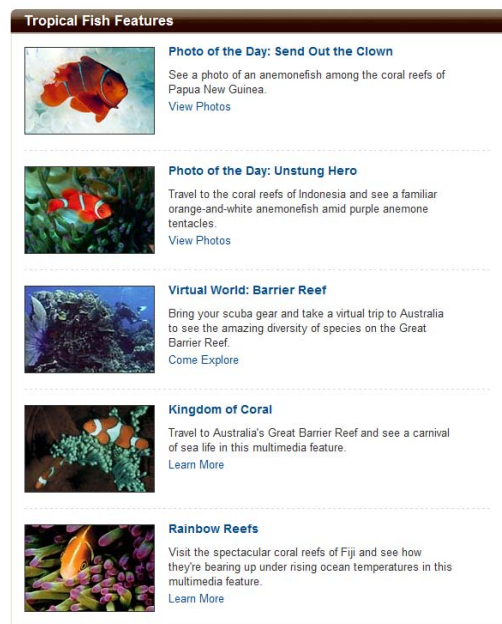 Tropical Fish Features
Photo of the Day: Send Out the Clown
See a photo of an anemonefish among the coral reefs of
Papua New Guinea.
View Photos
Photo of the Day: Unstung Hero
Travel to the coral reefs of Indonesia and see a familiar
orange-and-white anemonefish amid purple anemone
tentacles.
View Photos
Virtual World: Barrier Reef
Bring your scuba gear and take a virtual trip to Australia
to see the amazing diversity of species on the Great
Barrier Reef.
Come Explore
Kingdom of Coral
Travel to Australia's Great Barrier Reef and see a carnival
of sea life in this multimedia feature.
Learn More
Rainbow Reefs
Visit the spectacular coral reefs of Fiji and see how
they're bearing up under rising ocean temperatures in this
multimedia feature.
Learn More